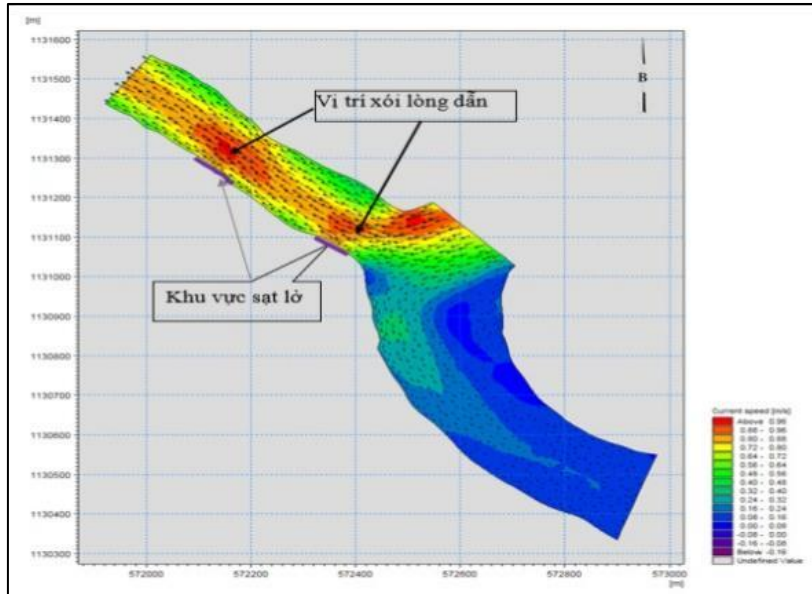 [m]
1131600
1131500
1131400
1131300
1131200
1131100
1131000
1130900
1130800
1130700
1130600
1130500
1130400
1130300
Vị trí xói lòng dẫn
B
Khu vực sạt lở
572000
572200
572400
572600
572800
573000
[m]
Current speed [m/s]
Above 0.96
0.88 - 0.96
0.80 - 0.88
0.72 - 0.80
0.64 - 0.72
0.56 - 0.64
0.48 - 0.56
0.40 - 0.48
0.32 - 0.40
0.24 - 0.32
0.16 - 0.24
0.08 - 0.16
0.00 - 0.08
-0.08 - 0.00
-0.16 - -0.08
Below -0.16
Undefined Value